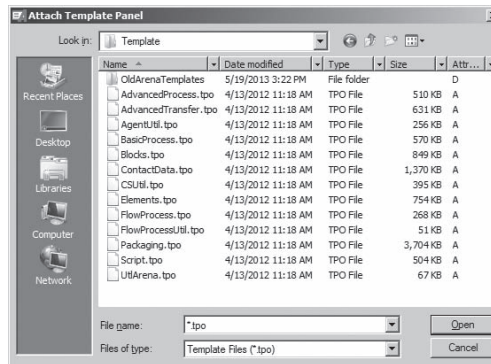 Attach Template Panel
Look in: Template
Name Date modified Type Size Attr...
OldArenaTemplates 5/19/2013 3:22 PM File folder D
AdvancedProcess.tpo 4/13/2012 11:18 AM TPO File 510 KB A
AdvancedTransfer.tpo 4/13/2012 11:18 AM TPO File 631 KB A
AgentUtil.tpo 4/13/2012 11:18 AM TPO File 256 KB A
BasicProcess.tpo 4/13/2012 11:18 AM TPO File 570 KB A
Blocks.tpo 4/13/2012 11:18 AM TPO File 849 KB A
ContactData.tpo 4/13/2012 11:18 AM TPO File 1,370 KB A
CSUtil.tpo 4/13/2012 11:18 AM TPO File 395 KB A
Elements.tpo 4/13/2012 11:18 AM TPO File 754 KB A
FlowProcess.tpo 4/13/2012 11:18 AM TPO File 268 KB A
FlowProcessUtil.tpo 4/13/2012 11:18 AM TPO File 51 KB A
Packaging.tpo 4/13/2012 11:18 AM TPO File 3,704 KB A
Script.tpo 4/13/2012 11:18 AM TPO File 504 KB A
UtlArena.tpo 4/13/2012 11:18 AM TPO File 67 KB A
Recent Places
Desktop
Libraries
Computer
Network
File name: *.tpo Open
Files of type: Template Files (*.tpo) Cancel